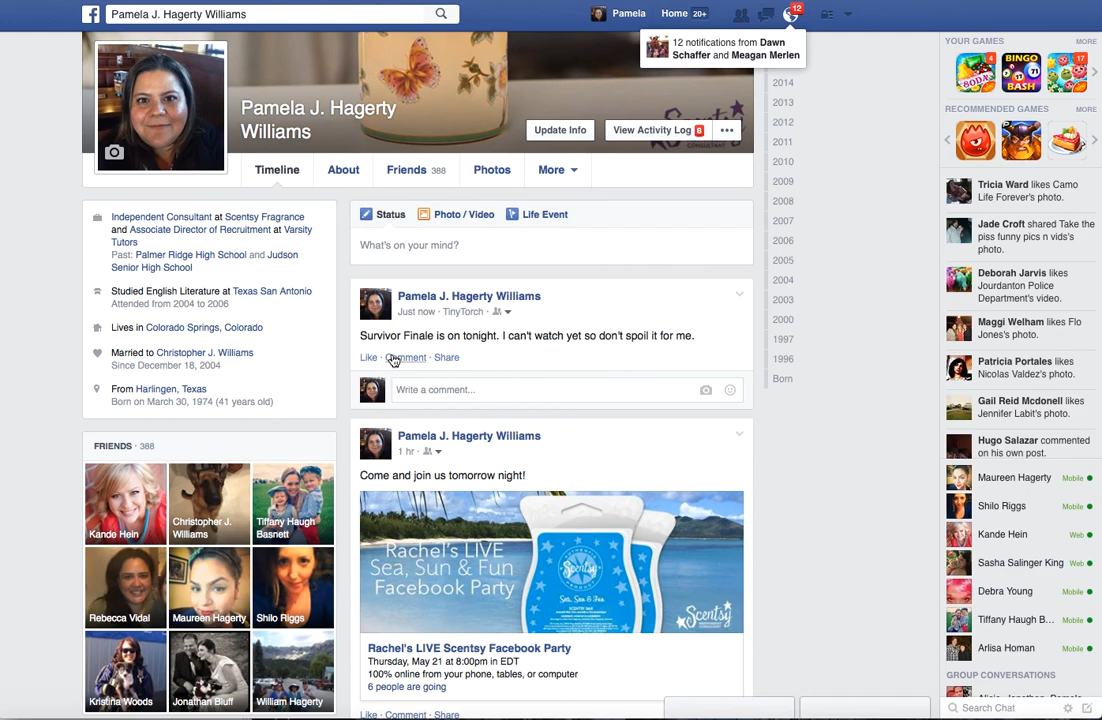 Pamela J. Hagerty Williams
Pamela
Home 20+
12
12 notifications from Dawn
Schaffer and Meagan Merlen
Pamela J. Hagerty
Williams
Update Info
View Activity Log 8
CONSULTANT
Timeline
About
Friends 388
Photos
More
Independent Consultant at Scentsy Fragrance
and Associate Director of Recruitment at Varsity
Tutors
Past: Palmer Ridge High School and Judson
Senior High School
Studied English Literature at Texas San Antonio
Attended from 2004 to 2006
Lives in Colorado Springs, Colorado
Married to Christopher J. Williams
Since December 18, 2004
From Harlingen, Texas
Born on March 30, 1974 (41 years old)
FRIENDS · 388
Kande Hein
Christopher J.
Williams
Tiffany Haugh
Basnett
Rebecca Vidal
Maureen Hagerty
Shilo Riggs
Kristina Woods
Jonathan Bluff
William Hagerty
Status
Photo / Video
Life Event
What's on your mind?
Pamela J. Hagerty Williams
Just now · TinyTorch ·
Survivor Finale is on tonight. I can't watch yet so don't spoil it for me.
Like · Comment · Share
Write a comment...
Pamela J. Hagerty Williams
1 hr ·
Come and join us tomorrow night!
Rachel's LIVE
Sea, Sun & Fun
Facebook Party
Scentsy
Sea, Sun & Fun
Scentsy
Rachel's LIVE Scentsy Facebook Party
Thursday, May 21 at 8:00pm in EDT
100% online from your phone, tables, or computer
6 people are going
Like · Comment · Share
2014
2013
2012
2011
2010
2009
2008
2007
2006
2005
2004
2003
2000
1997
1996
Born
YOUR GAMES
MORE
4
SODA
BINGO
BASH
17
RECOMMENDED GAMES
MORE
Tricia Ward likes Camo
Life Forever's photo.
Jade Croft shared Take the
piss funny pics n vids's
photo.
Deborah Jarvis likes
Jourdanton Police
Department's video.
Maggi Welham likes Flo
Jones's photo.
Patricia Portales likes
Nicolas Valdez's photo.
Gail Reid Mcdonell likes
Jennifer Labit's photo.
Hugo Salazar commented
on his own post.
Maureen Hagerty Mobile
Shilo Riggs Mobile
Kande Hein Web
Sasha Salinger King Web
Debra Young Mobile
Tiffany Haugh B... Mobile
Arlisa Homan Mobile
GROUP CONVERSATIONS
Search Chat